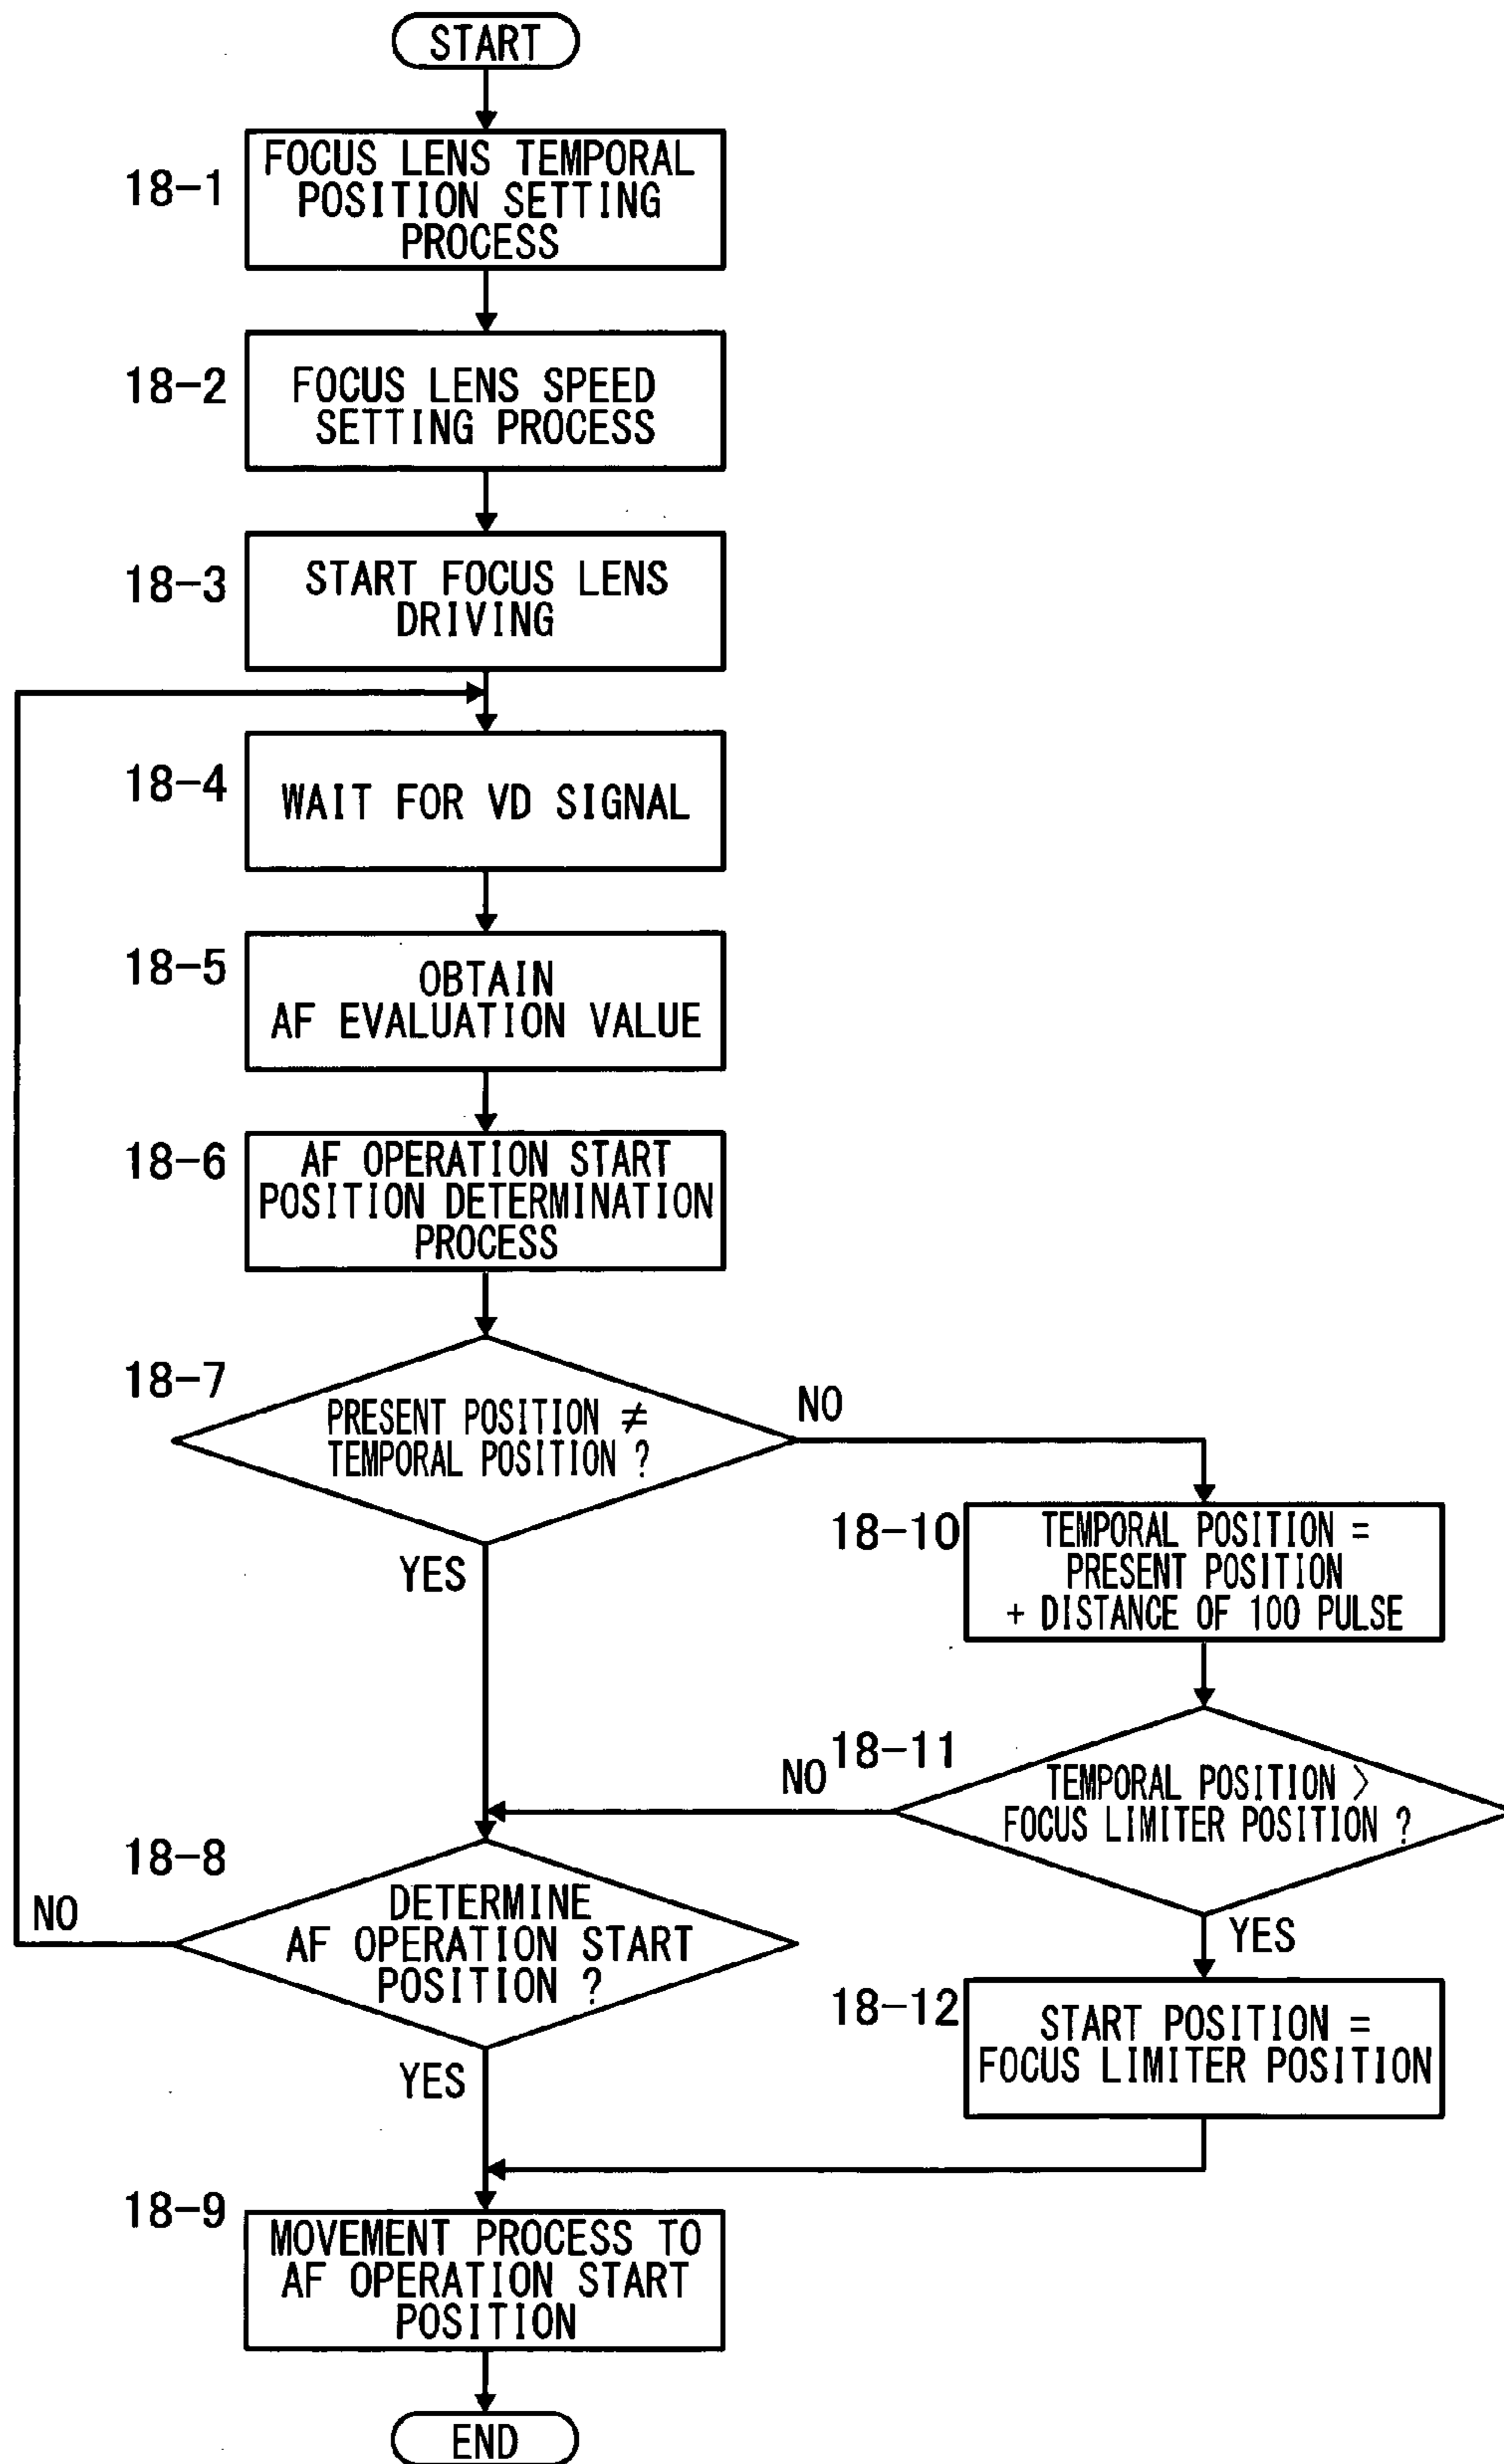 START
18-1
FOCUS LENS TEMPORAL
POSITION SETTING
PROCESS
18-2
FOCUS LENS SPEED
SETTING PROCESS
18-3
START FOCUS LENS
DRIVING
18-4
WAIT FOR VD SIGNAL
18-5
OBTAIN
AF EVALUATION VALUE
18-6
AF OPERATION START
POSITION DETERMINATION
PROCESS
18-7
PRESENT POSITION ≠
TEMPORAL POSITION ?
NO
YES
18-10
TEMPORAL POSITION =
PRESENT POSITION
+ DISTANCE OF 100 PULSE
18-11
TEMPORAL POSITION >
FOCUS LIMITER POSITION ?
NO
YES
18-8
DETERMINE
AF OPERATION START
POSITION ?
NO
YES
18-12
START POSITION =
FOCUS LIMITER POSITION
18-9
MOVEMENT PROCESS TO
AF OPERATION START
POSITION
END